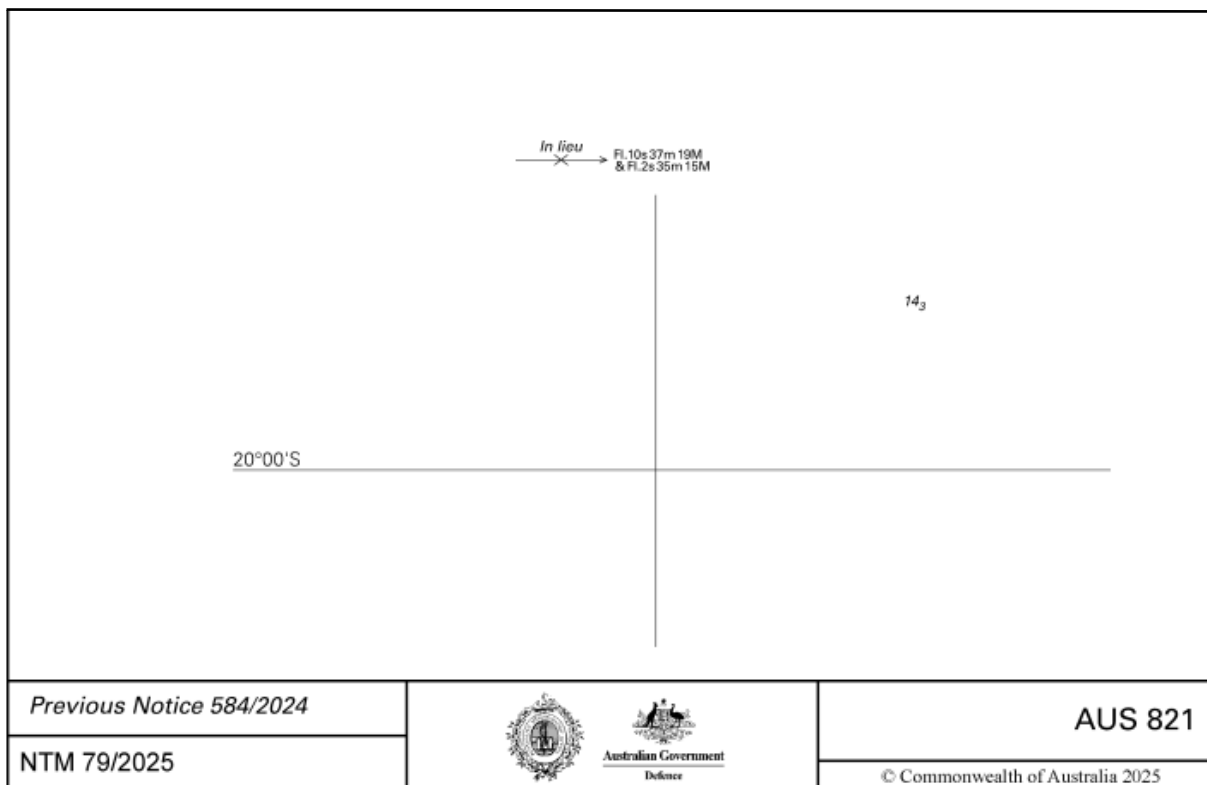 In lieu
Fl.10s 37m 19M
& Fl.2s 35m 15M
14₃
20°00'S
Previous Notice 584/2024
NTM 79/2025
Australian Government
Defence
AUS 821
© Commonwealth of Australia 2025